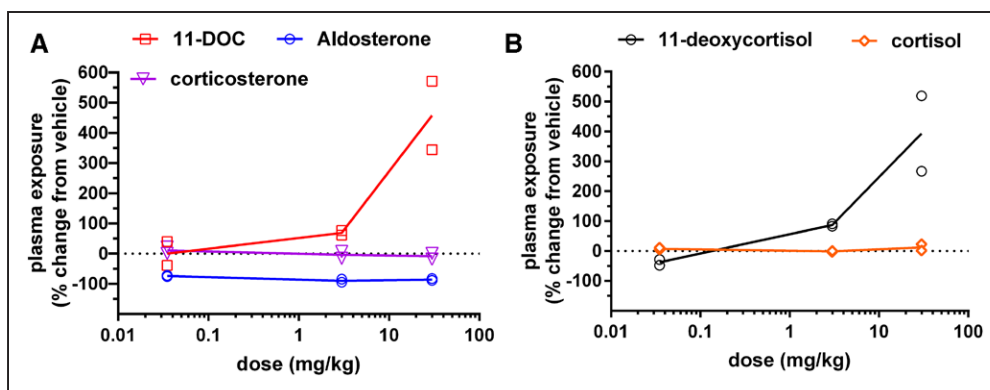 A
11-DOC
Aldosterone
corticosterone
plasma exposure
(% change from vehicle)
600
500
400
300
200
100
0
-100
0.01
0.1
1
10
100
dose (mg/kg)
B
11-deoxycortisol
cortisol
plasma exposure
(% change from vehicle)
600
500
400
300
200
100
0
-100
0.01
0.1
1
10
100
dose (mg/kg)